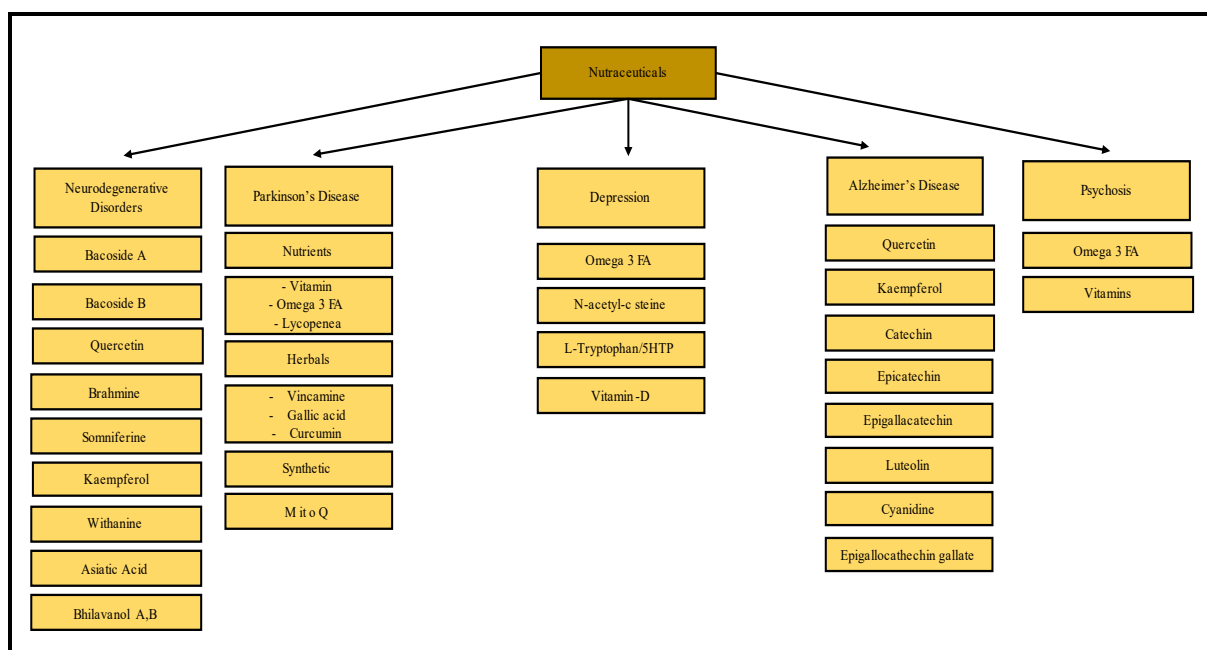 Nutraceuticals
Neurodegenerative
Disorders
Bacoside A
Bacoside B
Quercetin
Brahmine
Somniferine
Kaempferol
Withanine
Asiatic Acid
Bhilavanol A,B
Parkinson's Disease
Nutrients
- Vitamin
- Omega 3 FA
- Lycopenea
Herbals
- Vincamine
- Gallic acid
- Curcumin
Synthetic
M it o Q
Depression
Omega 3 FA
N-acetyl-c steine
L-Tryptophan/5HTP
Vitamin-D
Alzheimer's Disease
Quercetin
Kaempferol
Catechin
Epicatechin
Epigallacatechin
Luteolin
Cyanidine
Epigallocathechin gallate
Psychosis
Omega 3 FA
Vitamins